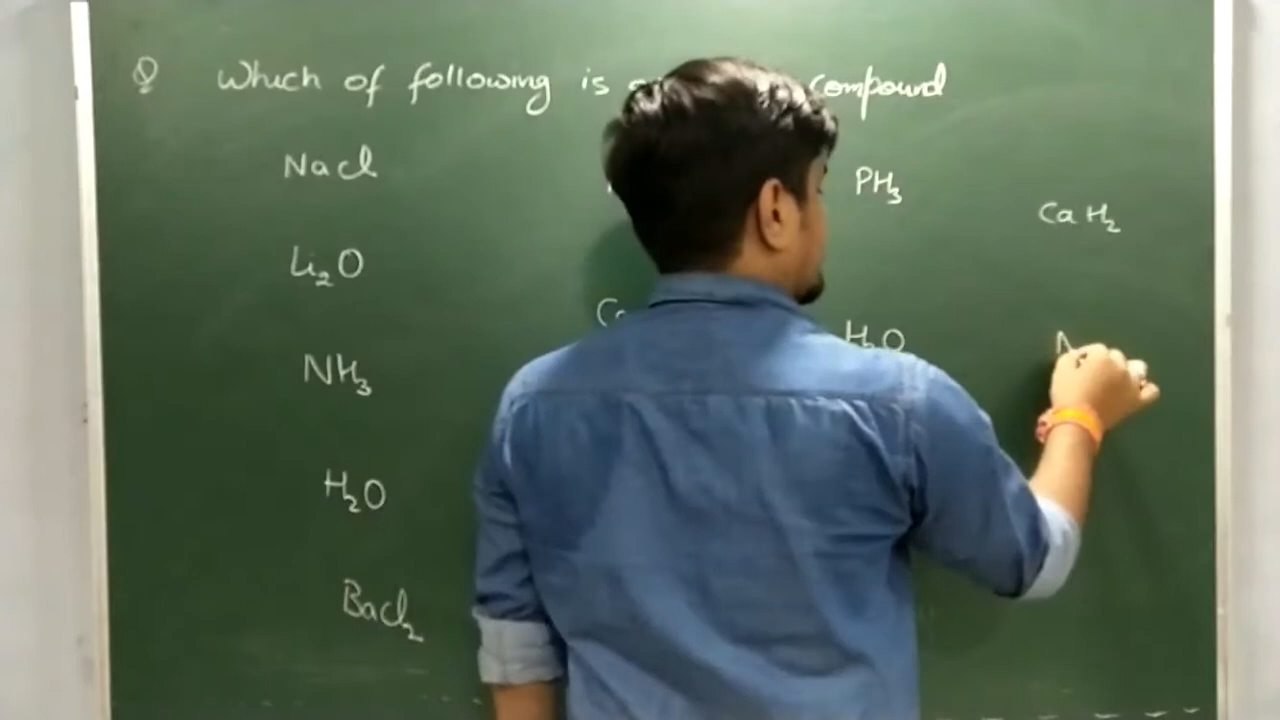 Q Which of following is compound
NaCl
PH3
CaH2
Li2O
H2O
NH3
H2O
BaCl2